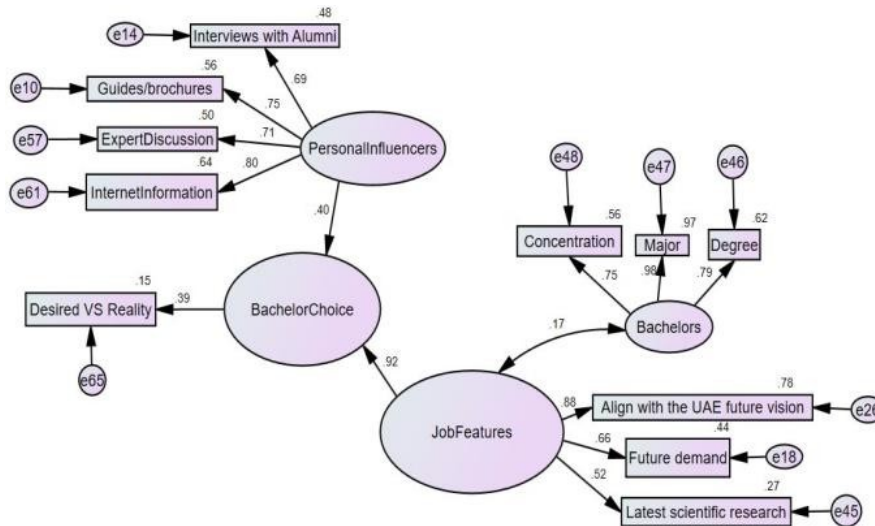 .48
e14
Interviews with Alumni
.56
e10
Guides/brochures
.69
.50
.75
e57
ExpertDiscussion
.71
PersonalInfluencers
.64
.80
e61
InternetInformation
.40
e48
e47
e46
.56
.97
.62
Concentration
Major
Degree
.75
.98
.79
.15
.39
Desired VS Reality
BachelorChoice
.17
Bachelors
e65
.92
.78
.88
Align with the UAE future vision
e26
JobFeatures
.44
.66
Future demand
e18
.52
.27
Latest scientific research
e45